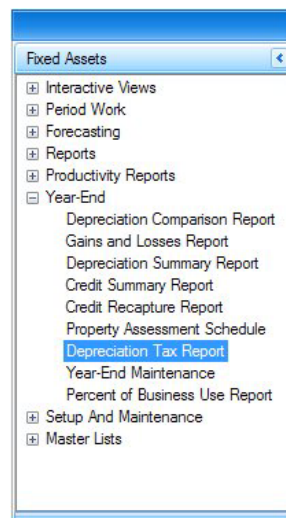 Fixed Assets
Interactive Views
Period Work
Forecasting
Reports
Productivity Reports
Year-End
Depreciation Comparison Report
Gains and Losses Report
Depreciation Summary Report
Credit Summary Report
Credit Recapture Report
Property Assessment Schedule
Depreciation Tax Report
Year-End Maintenance
Percent of Business Use Report
Setup And Maintenance
Master Lists